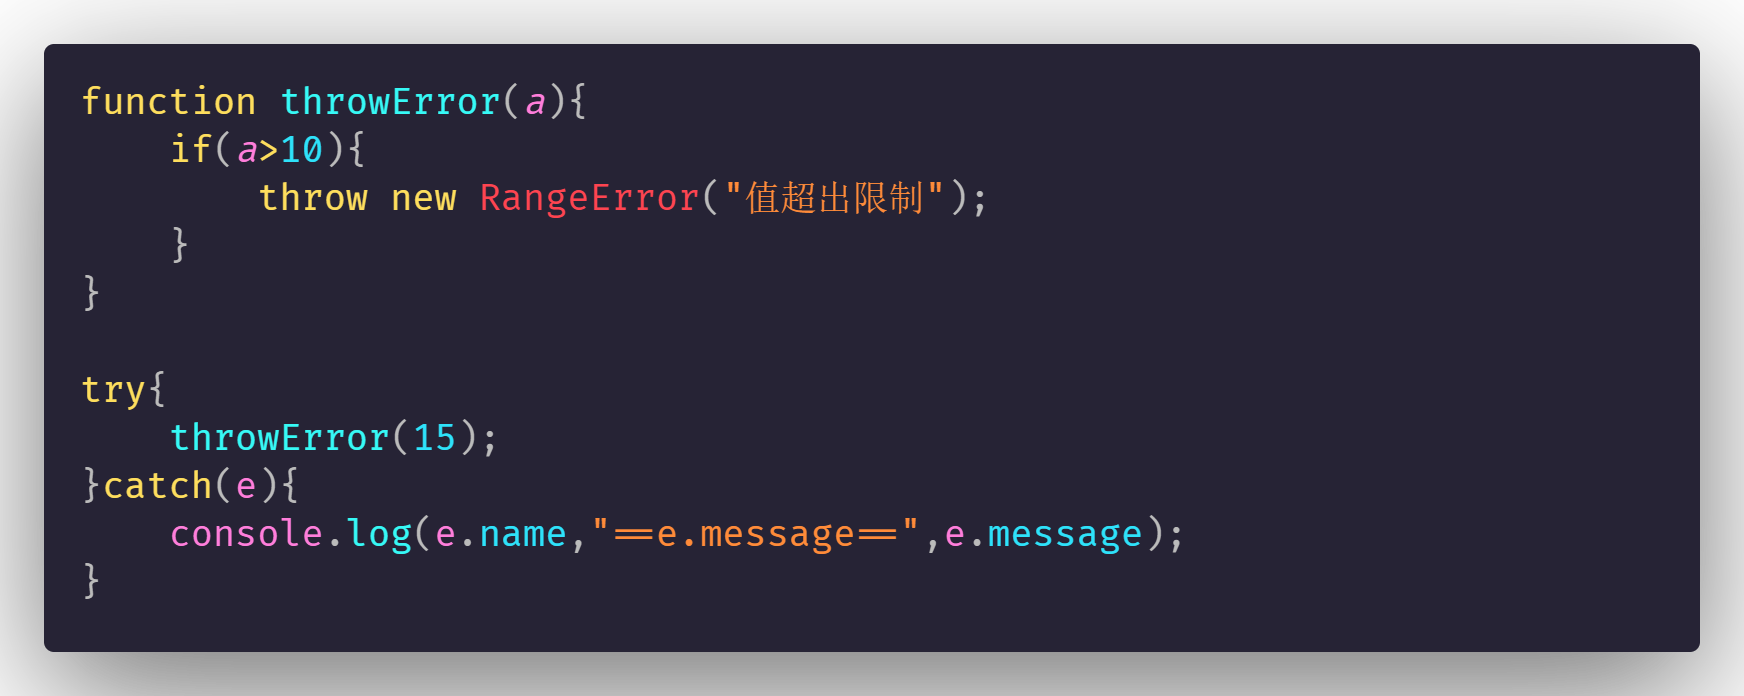 function throwError(a){
    if(a>10){
        throw new RangeError("值超出限制");
    }
}
try{
    throwError(15);
}catch(e){
    console.log(e.name,"==e.message==",e.message);
}